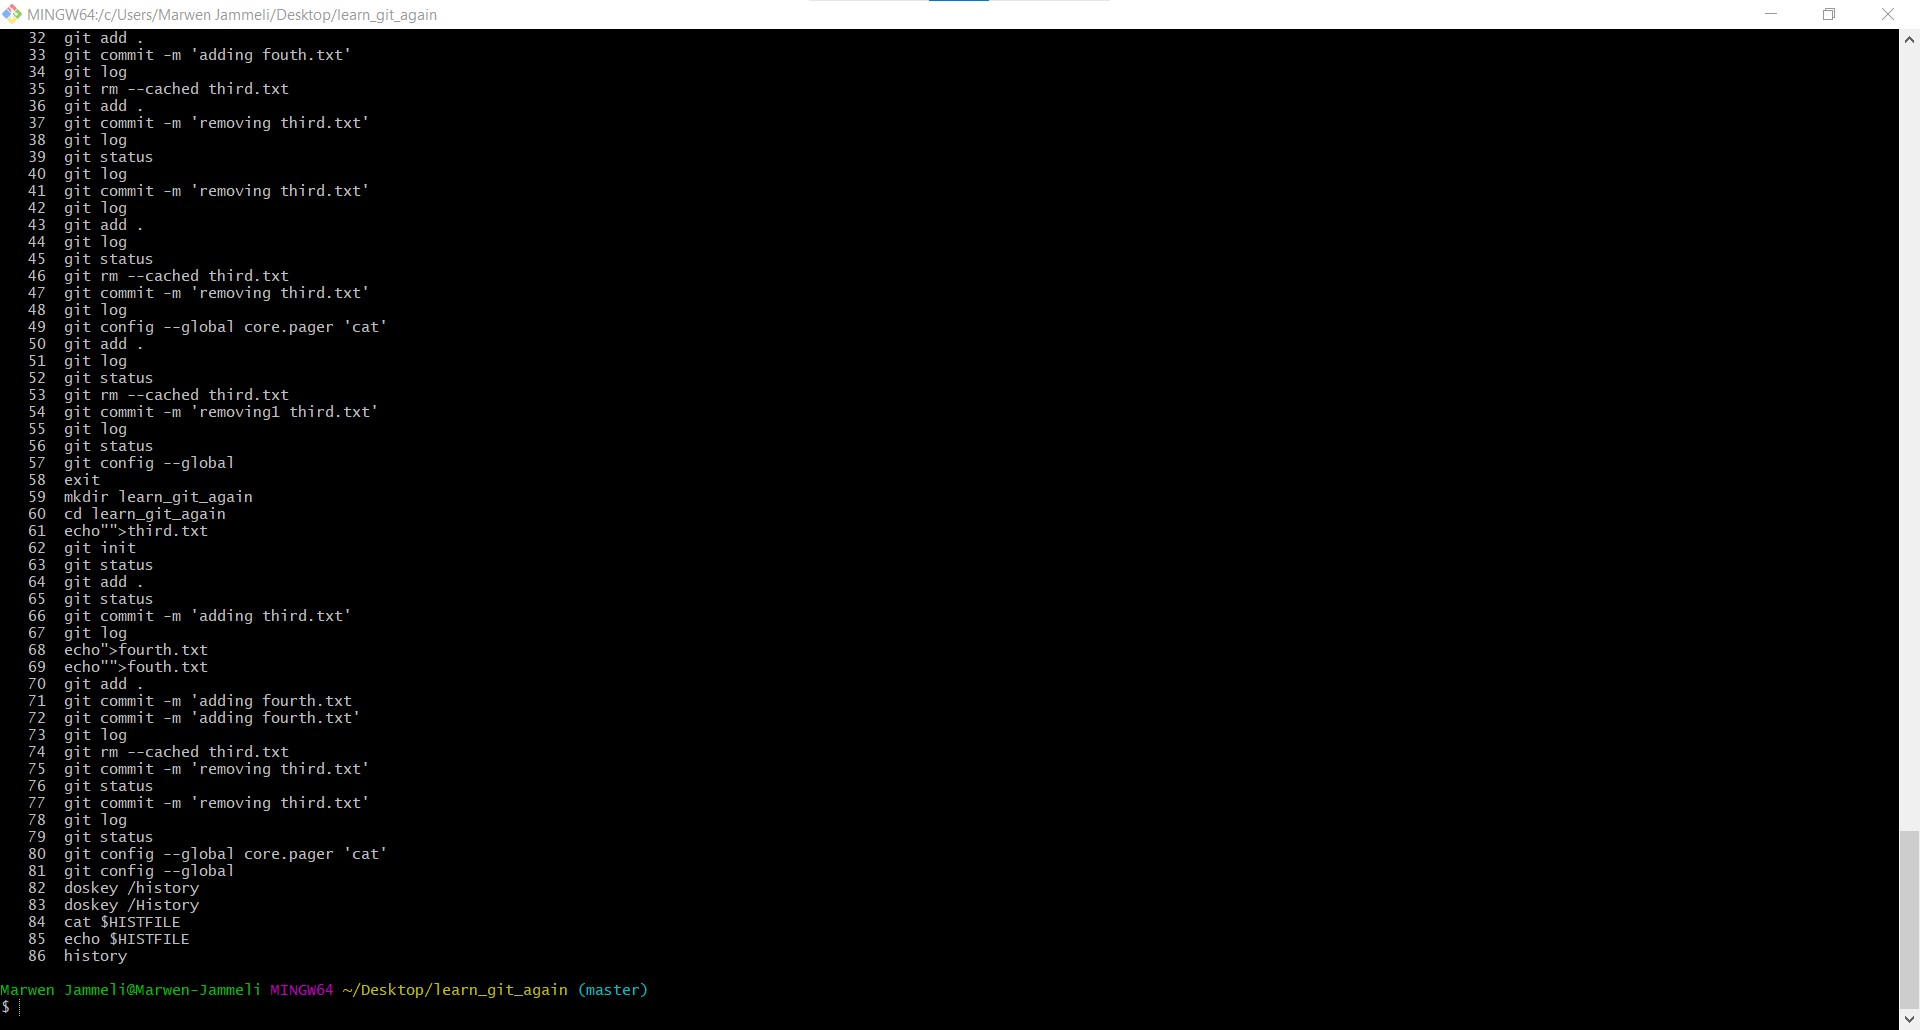 MINGW64:/c/Users/Marwen Jammeli/Desktop/learn_git_again
32 git add .
33 git commit -m 'adding fouth.txt'
34 git log
35 git rm --cached third.txt
36 git add .
37 git commit -m 'removing third.txt'
38 git log
39 git status
40 git log
41 git commit -m 'removing third.txt'
42 git log
43 git add .
44 git log
45 git status
46 git rm --cached third.txt
47 git commit -m 'removing third.txt'
48 git log
49 git config --global core.pager 'cat'
50 git add .
51 git log
52 git status
53 git rm --cached third.txt
54 git commit -m 'removing1 third.txt'
55 git log
56 git status
57 git config --global
58 exit
59 mkdir learn_git_again
60 cd learn_git_again
61 echo"">third.txt
62 git init
63 git status
64 git add .
65 git status
66 git commit -m 'adding third.txt'
67 git log
68 echo">fourth.txt
69 echo"">fouth.txt
70 git add .
71 git commit -m 'adding fourth.txt
72 git commit -m 'adding fourth.txt'
73 git log
74 git rm --cached third.txt
75 git commit -m 'removing third.txt'
76 git status
77 git commit -m 'removing third.txt'
78 git log
79 git status
80 git config --global core.pager 'cat'
81 git config --global
82 doskey /history
83 doskey /History
84 cat $HISTFILE
85 echo $HISTFILE
86 history
Marwen Jammeli@Marwen-Jammeli MINGW64 ~/Desktop/learn_git_again (master)
$